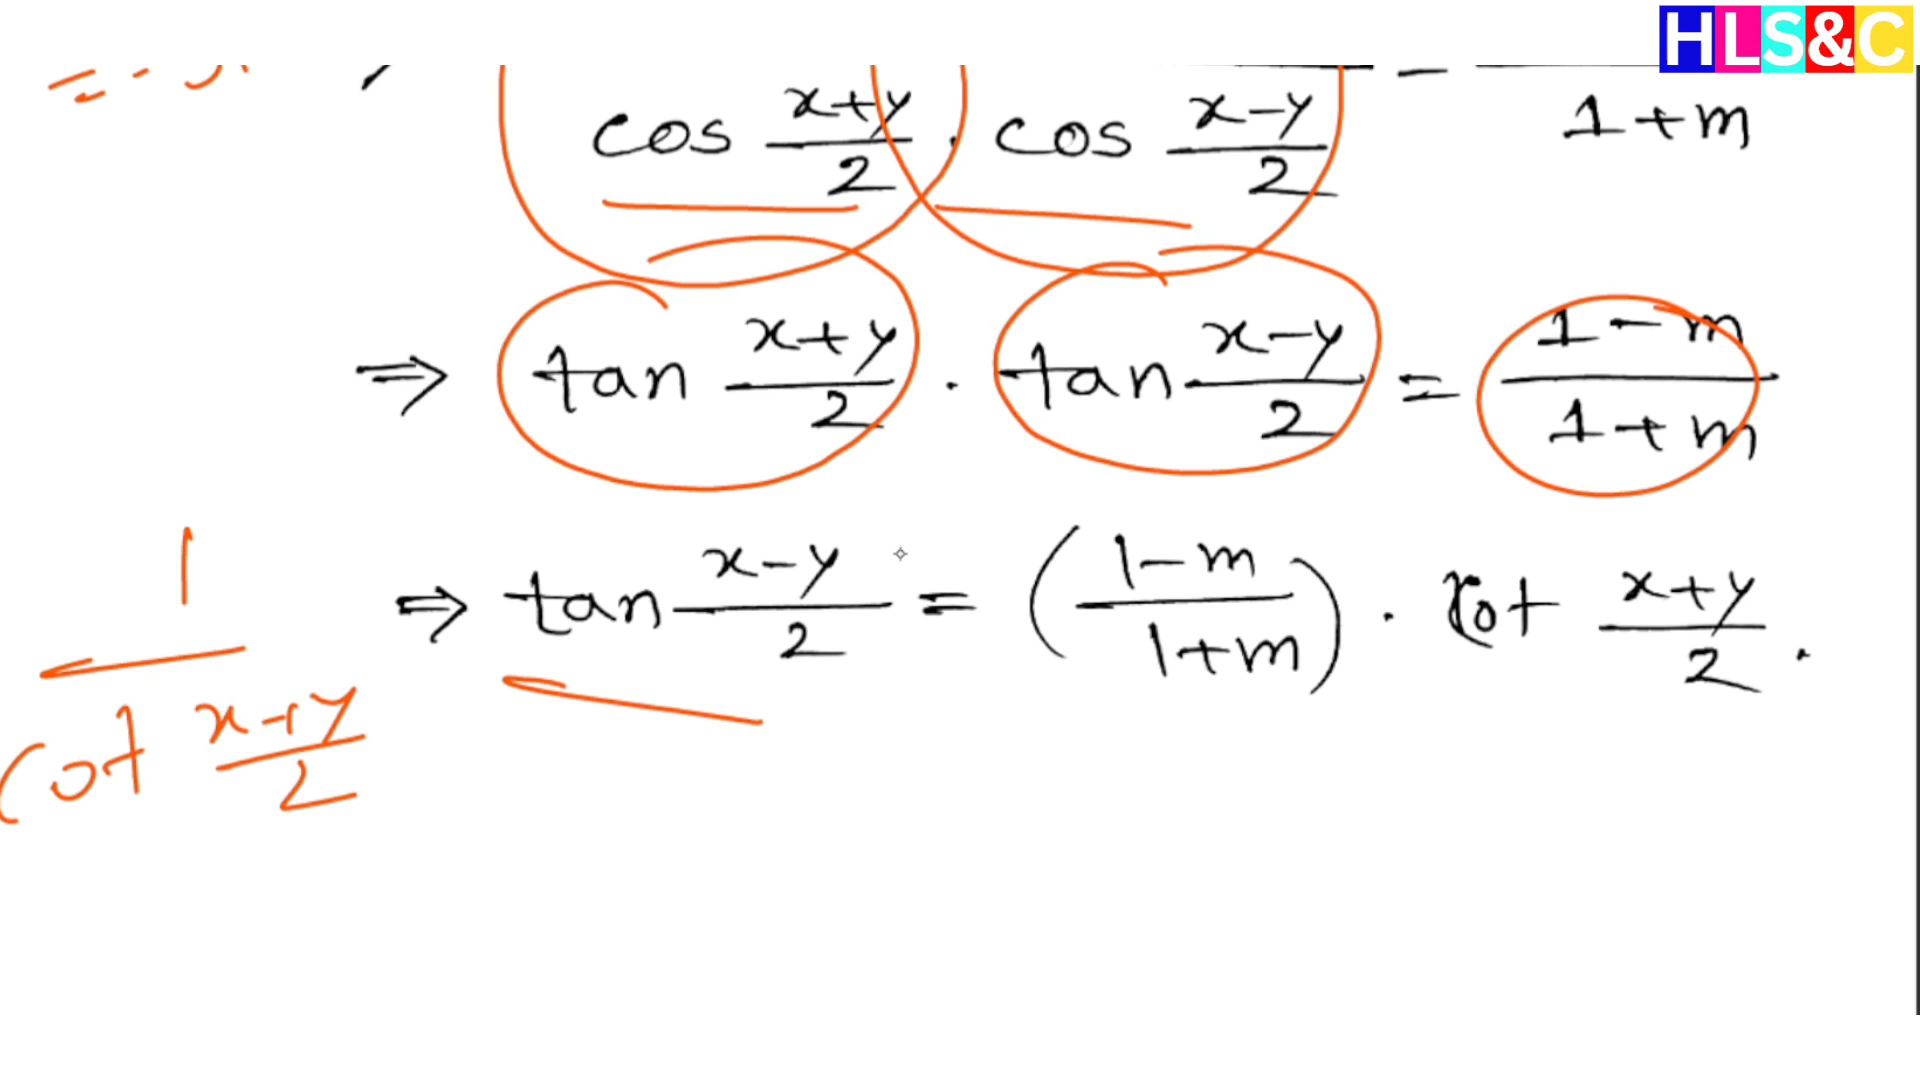 HLS&C
cos x+y/2 . cos x-y/2 = 1+m
⇒ tan x+y/2 . tan x-y/2 = 1-m/1+m
⇒ tan x-y/2 = (1-m/1+m) . cot x+y/2 .
1/cot x+y/2